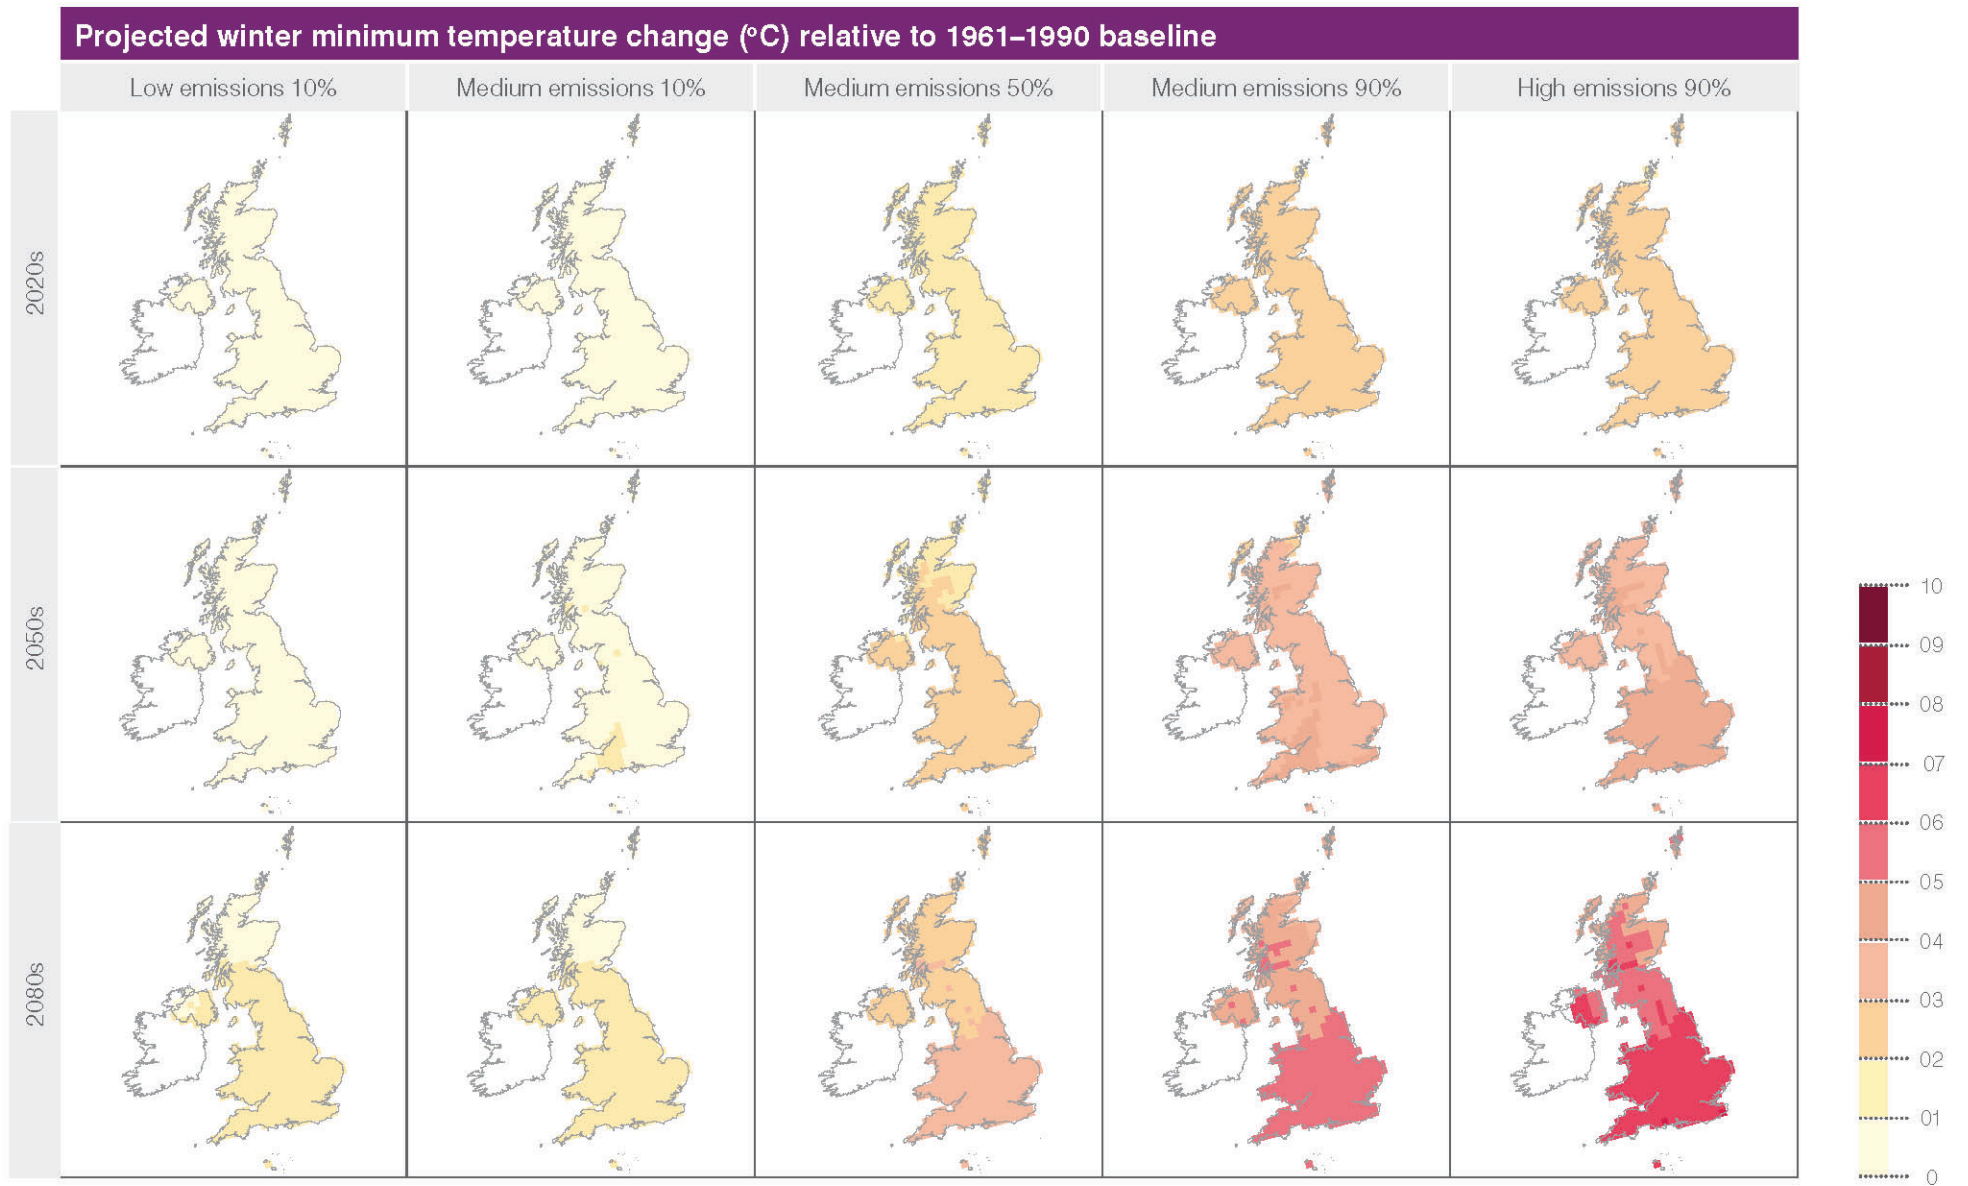 Projected winter minimum temperature change (°C) relative to 1961–1990 baseline
Low emissions 10%
Medium emissions 10%
Medium emissions 50%
Medium emissions 90%
High emissions 90%
2020s
2050s
2080s
10
09
08
07
06
05
04
03
02
01
0